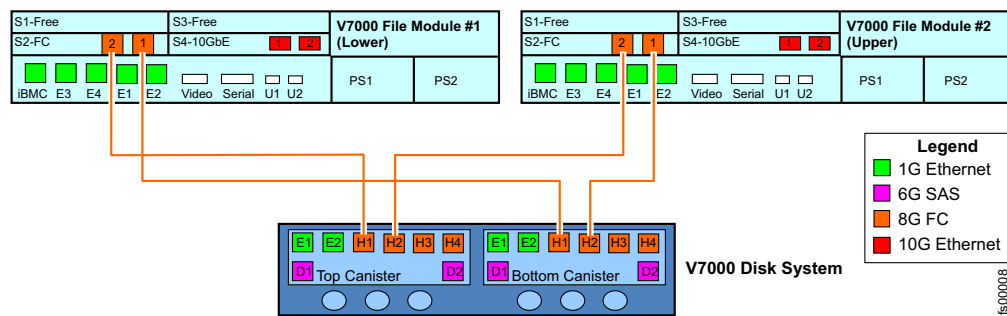 S1-Free S3-Free V7000 File Module #1
(Lower)
S2-FC 2 1 S4-10GbE 1 2
iBMC E3 E4 E1 E2 Video Serial U1 U2 PS1 PS2
S1-Free S3-Free V7000 File Module #2
(Upper)
S2-FC 2 1 S4-10GbE 1 2
iBMC E3 E4 E1 E2 Video Serial U1 U2 PS1 PS2
Legend
1G Ethernet
6G SAS
8G FC
10G Ethernet
E1 E2 H1 H2 H3 H4
D1 Top Canister D2
E1 E2 H1 H2 H3 H4
D1 Bottom Canister D2
V7000 Disk System
fs00008